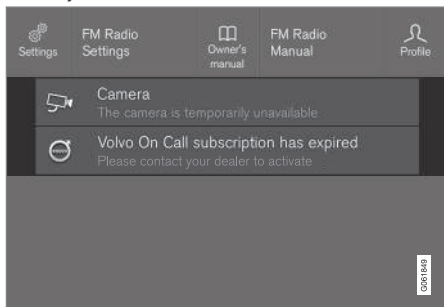 Settings
FM Radio
Settings
Owner's
manual
FM Radio
Manual
Profile
Camera
The camera is temporarily unavailable
Volvo On Call subscription has expired
Please contact your dealer to activate
G061849